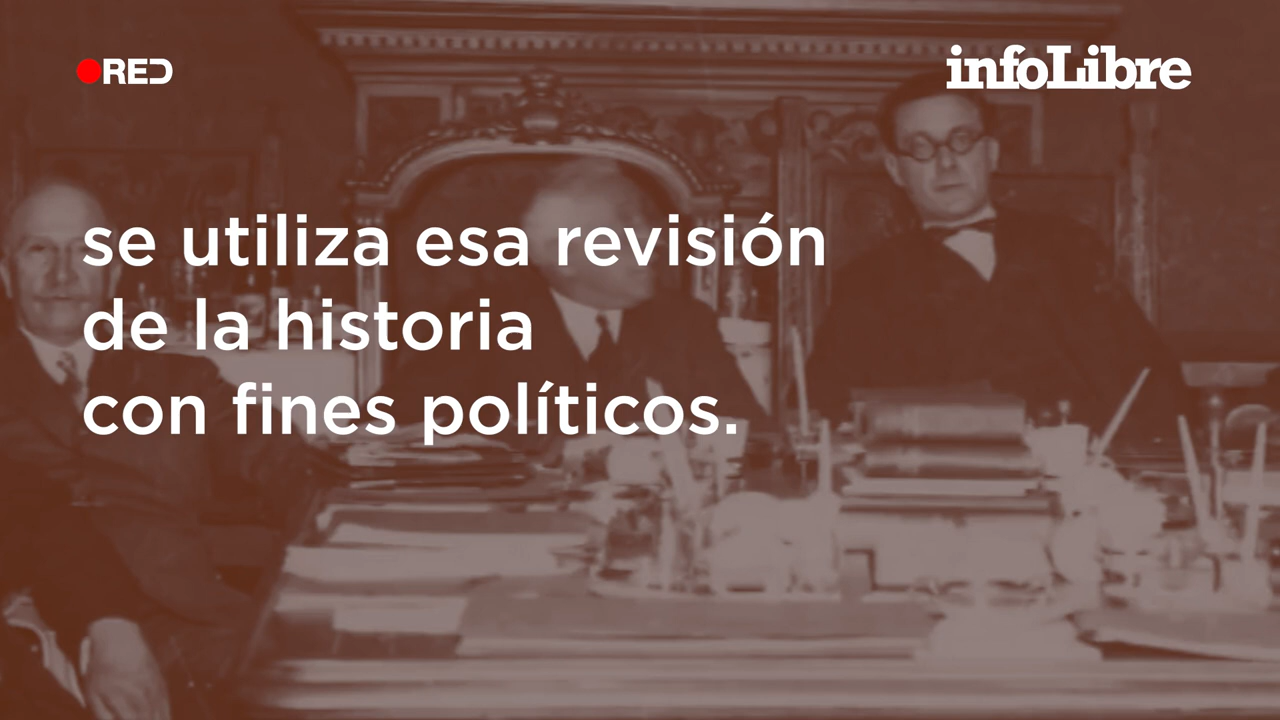 RED
infoLibre
se utiliza esa revisión
de la historia
con fines políticos.